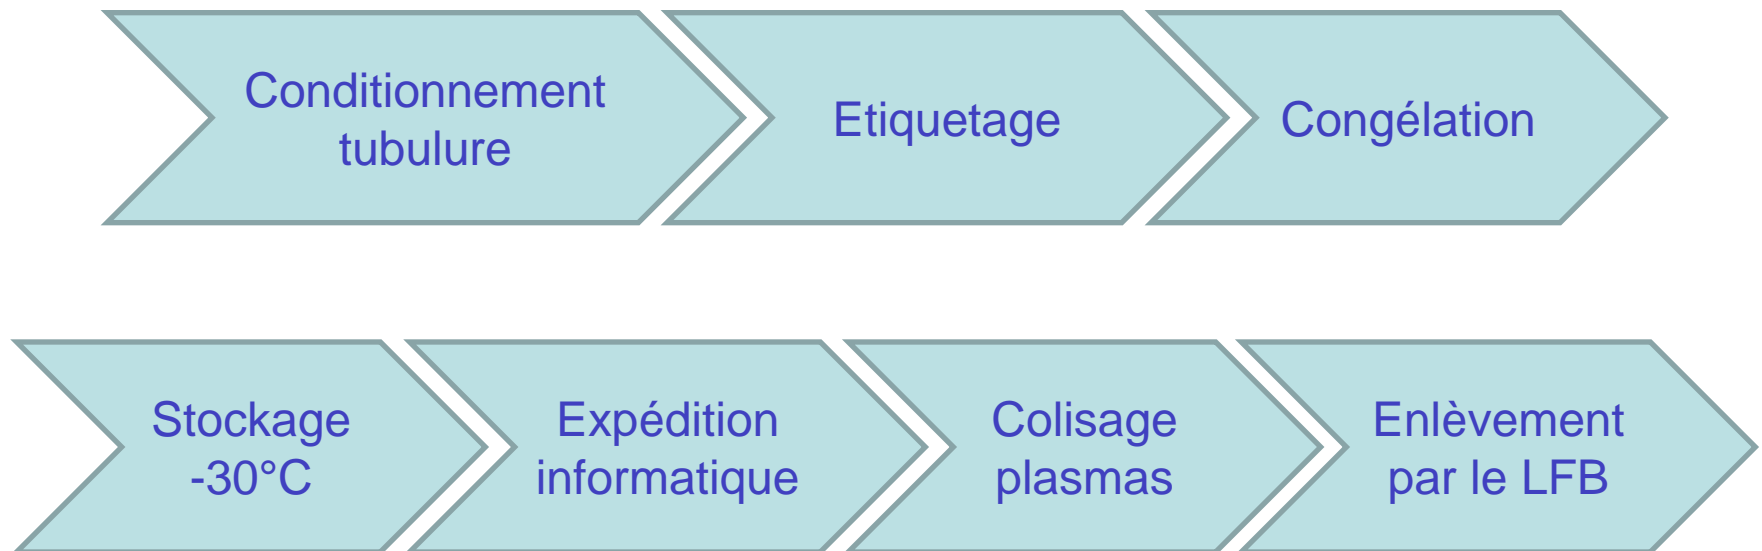 Conditionnement
tubulure
Etiquetage
Congélation
Stockage
-30°C
Expédition
informatique
Colisage
plasmas
Enlèvement
par le LFB